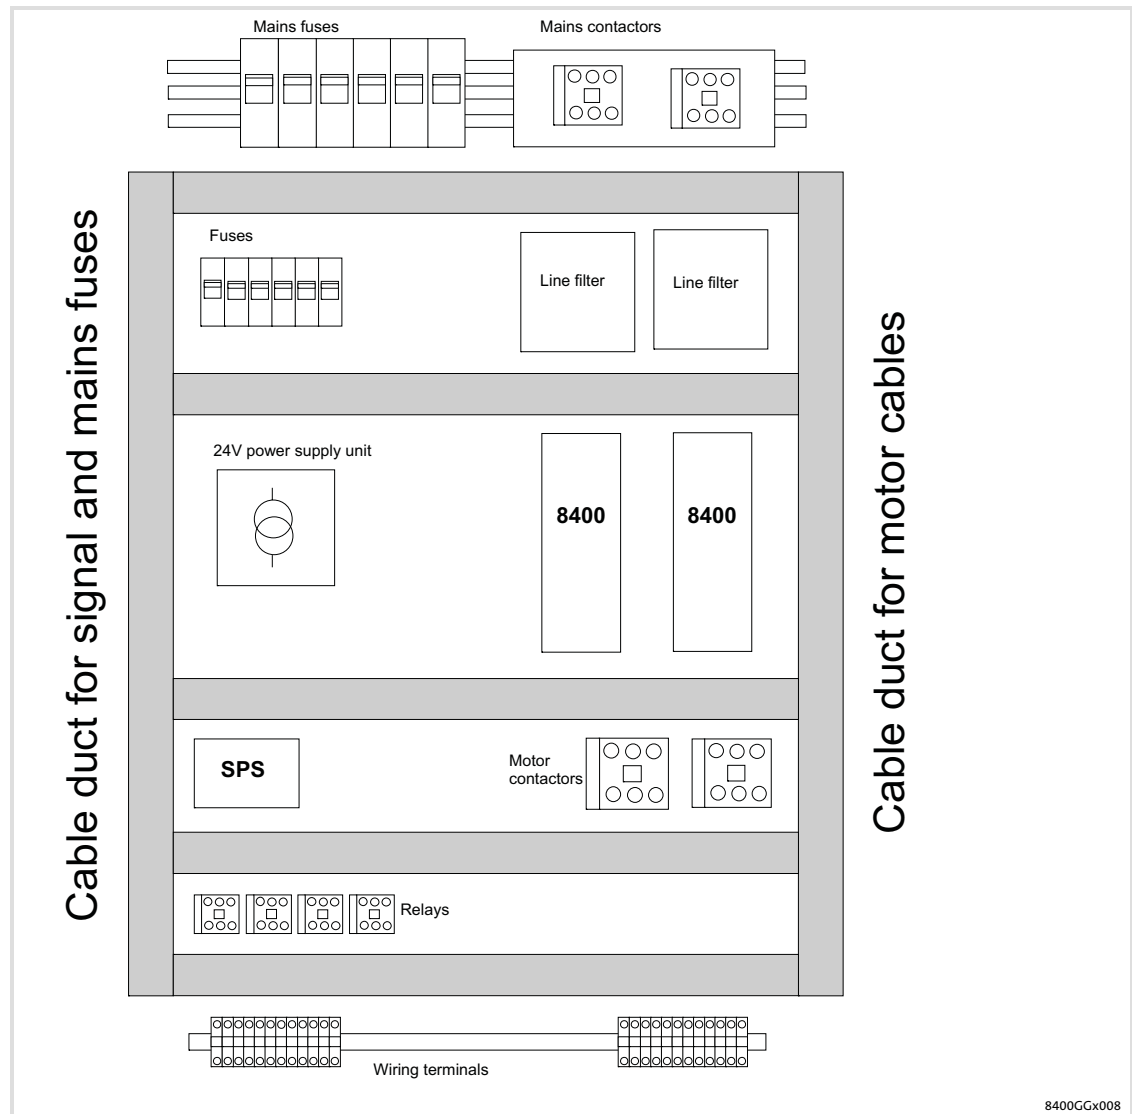 Mains fuses
Mains contactors
Cable duct for signal and mains fuses
Fuses
Line filter
Line filter
Cable duct for motor cables
24V power supply unit
8400
8400
SPS
Motor
contactors
Relays
Wiring terminals
8400GGx008